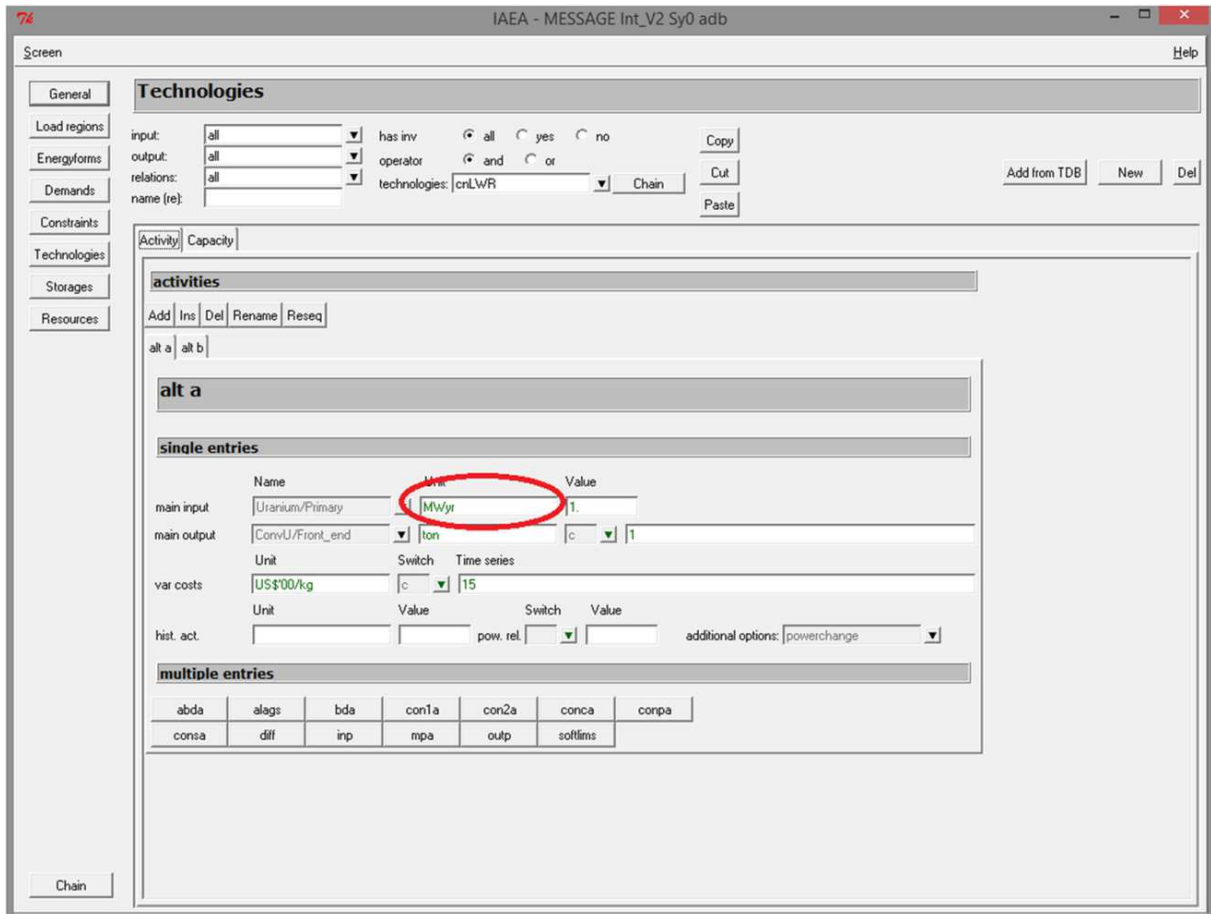 IAEA - MESSAGE Int_V2 Sy0 adb
Screen Help
General
Load regions
Energyforms
Demands
Constraints
Technologies
Storages
Resources
Chain
Technologies
input: all has inv all yes no Copy
output: all operator and or Cut
relations: all technologies: cnLWR Chain Add from TDB New Del
name (re): Paste
Activity Capacity
activities
Add Ins Del Rename Reseq
alt a alt b
alt a
single entries
Name Unit Value
main input Uranium/Primary MWyr 1.
main output ConvU/Front_end ton c 1
Unit Switch Time series
var costs US$'00/kg c 15
Unit Value Switch Value
hist. act. pow. rel. additional options: powerchange
multiple entries
abda alags bda con1a con2a conca conpa
consa diff inp mpa outp softlims